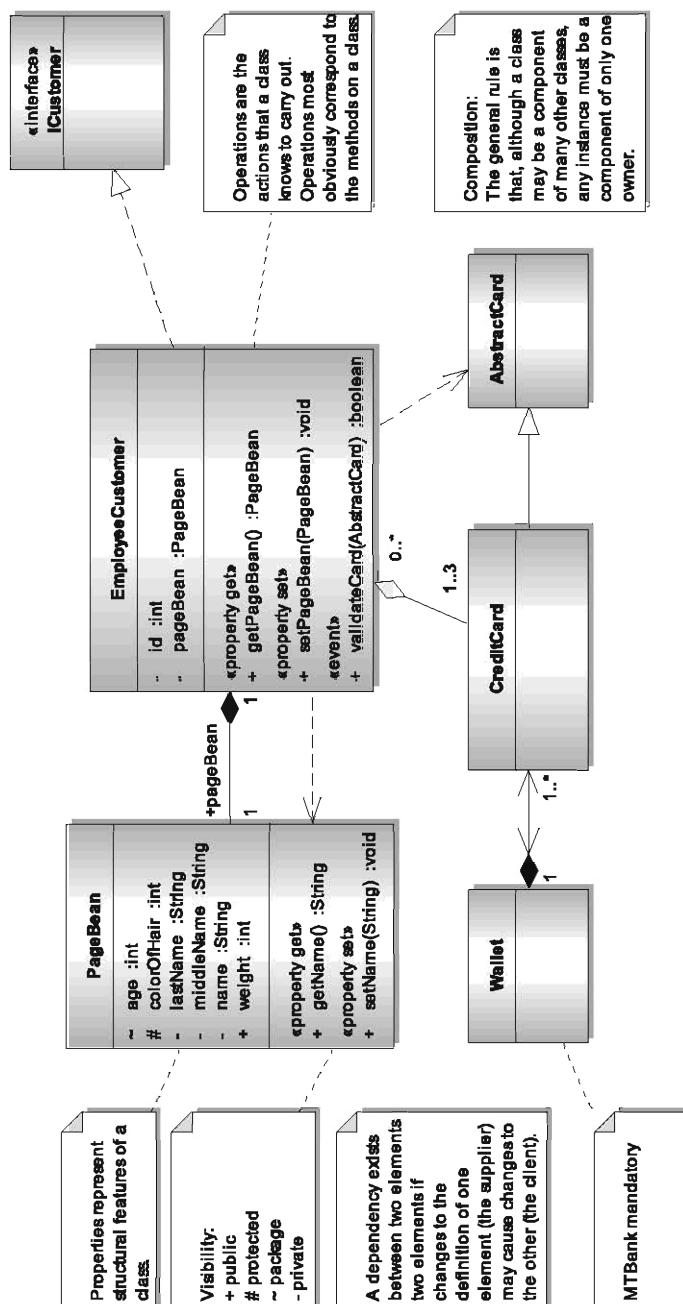 Properties represent
structural features of a
class.
Visibility:
+ public
# protected
~ package
- private
A dependency exists
between two elements
two elements if
changes to the
definition of one
element (the supplier)
may cause changes to
the other (the client).
MTBank mandatory
PageBean
~ age :int
# colorOfHair :int
- lastName :String
- middleName :String
- name :String
+ weight :int
«property get»
+ getName() :String
«property set»
+ setName(String) :void
+pageBean
1
1
EmployeeCustomer
- id :int
- pageBean :PageBean
«property get»
+ getPageBean() :PageBean
«property set»
+ setPageBean(PageBean) :void
«event»
+ validateCard(AbstractCard) :boolean
0..*
1..3
Wallet
1
1..*
CreditCard
AbstractCard
«interface»
ICustomer
Operations are the
actions that a class
knows to carry out.
Operations most
obviously correspond to
the methods on a class.
Composition:
The general rule is
that, although a class
may be a component
of many other classes,
any instance must be a
component of only one
owner.